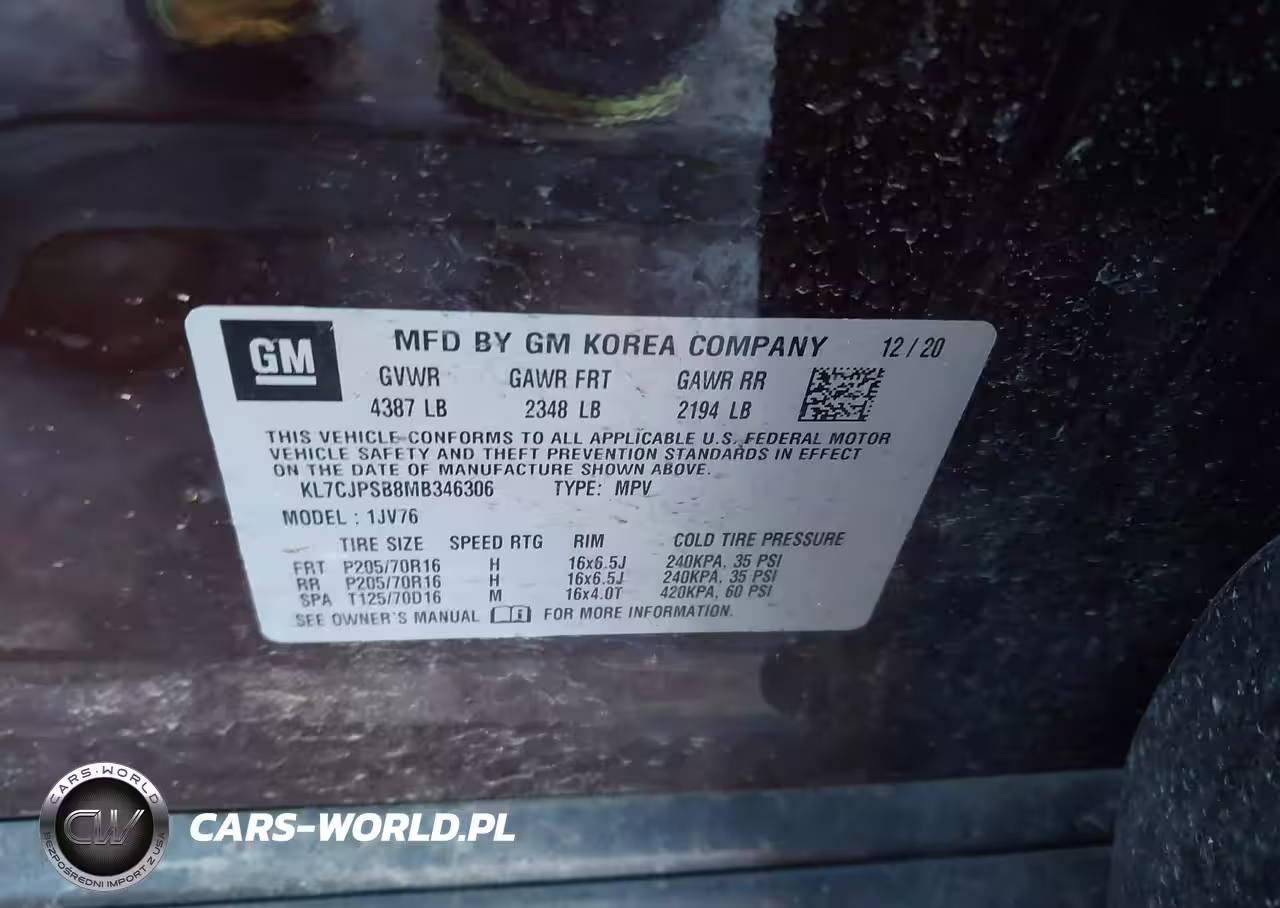 GM
MFD BY GM KOREA COMPANY 12/20
GVWR GAWR FRT GAWR RR
4387 LB 2348 LB 2194 LB
THIS VEHICLE CONFORMS TO ALL APPLICABLE U.S. FEDERAL MOTOR
VEHICLE SAFETY AND THEFT PREVENTION STANDARDS IN EFFECT
ON THE DATE OF MANUFACTURE SHOWN ABOVE.
KL7CJPSB8MB346306 TYPE: MPV
MODEL : 1JV76
TIRE SIZE SPEED RTG RIM COLD TIRE PRESSURE
FRT P205/70R16 H 16x6.5J 240KPA, 35 PSI
RR P205/70R16 H 16x6.5J 240KPA, 35 PSI
SPA T125/70D16 M 16x4.0T 420KPA, 60 PSI
SEE OWNER'S MANUAL FOR MORE INFORMATION.
CARS-WORLD
CW
BEZPOŚREDNI IMPORT Z USA
CARS-WORLD.PL